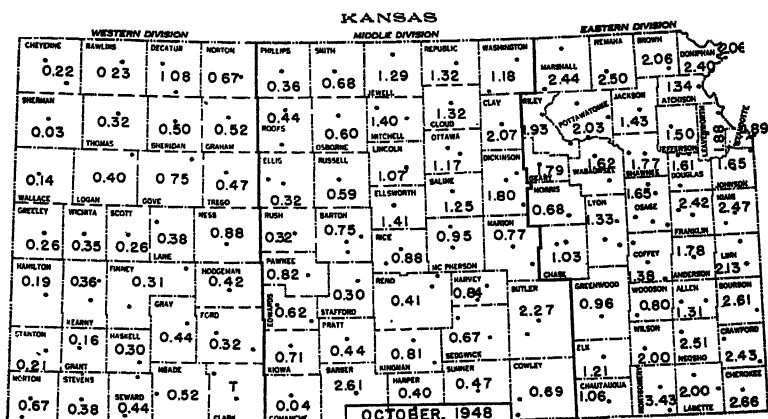 KANSAS
WESTERN DIVISION MIDDLE DIVISION EASTERN DIVISION
CHEYENNE RAWLINS DECATUR NORTON PHILLIPS SMITH REPUBLIC WASHINGTON MARSHALL NEMAHA BROWN DONIPHAN
0.22 0 23 1 08 0.67 0.36 0.68 1.29 1.32 1.18 2.44 2.50 2.06 2.40 2.06
JEWELL 1.34
SHERMAN CLAY RILEY POTTAWATOMIE JACKSON ATCHISON
0.03 0.32 0.50 0.52 0.44 0.60 1.40 1.32 2.07 1.93 2.03 1.43 1.50 1.88 .89
THOMAS SHERIDAN GRAHAM ROOFS OSBORNE MITCHELL CLOUD JEFFERSON LEAVENWORTH
ELLIS RUSSELL LINCOLN OTTAWA DICKINSON
0.14 0.40 0 75 0.47 0.32 0.59 1.07 1.17 1.80 .79 1.62 1.77 1.61 1.65
WALLACE LOGAN GOVE TREGO ELLSWORTH SALINE GEARY WABAUNSEE SHAWNEE DOUGLAS JOHNSON
GREELEY WICHITA SCOTT NESS RUSH BARTON RICE MARION MORRIS LYON OSAGE MIAMI
0.26 0.35 0.26 0.38 0.88 0.32 0.75 1.41 1.25 0.77 0.68 1.33 1.65 2.42 2.47
LANE 0.88 0.95 FRANKLIN
HAMILTON FINNEY HODGEMAN PAWNEE RENO MC PHERSON HARVEY CHASE COFFEY ANDERSON LINN
0.19 0.36 0.31 0.42 0.82 0.30 0.41 0.84 1.03 1.38 1.78 2.13
KEARNY GRAY FORD EDWARDS STAFFORD BUTLER GREENWOOD WOODSON ALLEN BOURBON
STANTON 0.16 HASKELL 0.44 0.32 0.62 PRATT 0.67 2.27 0.96 0.80 1.31 2.61
0.21 GRANT 0.30 0.71 0.44 0.81 SEDGWICK ELK WILSON 2.51 CRAWFORD
MORTON STEVENS MEADE KIOWA BARBER KINGMAN SUMNER COWLEY 1.21 2.00 NEOSHO 2.43
0.67 0.38 SEWARD 0.52 T 2.61 HARPER 0.47 0.69 CHAUTAUQUA MONTGOMERY 2.00 CHEROKEE
0.44 CLARK 0.04 0.40 1.06 3.43 LABETTE 2.66
COMANCHE
OCTOBER, 1948